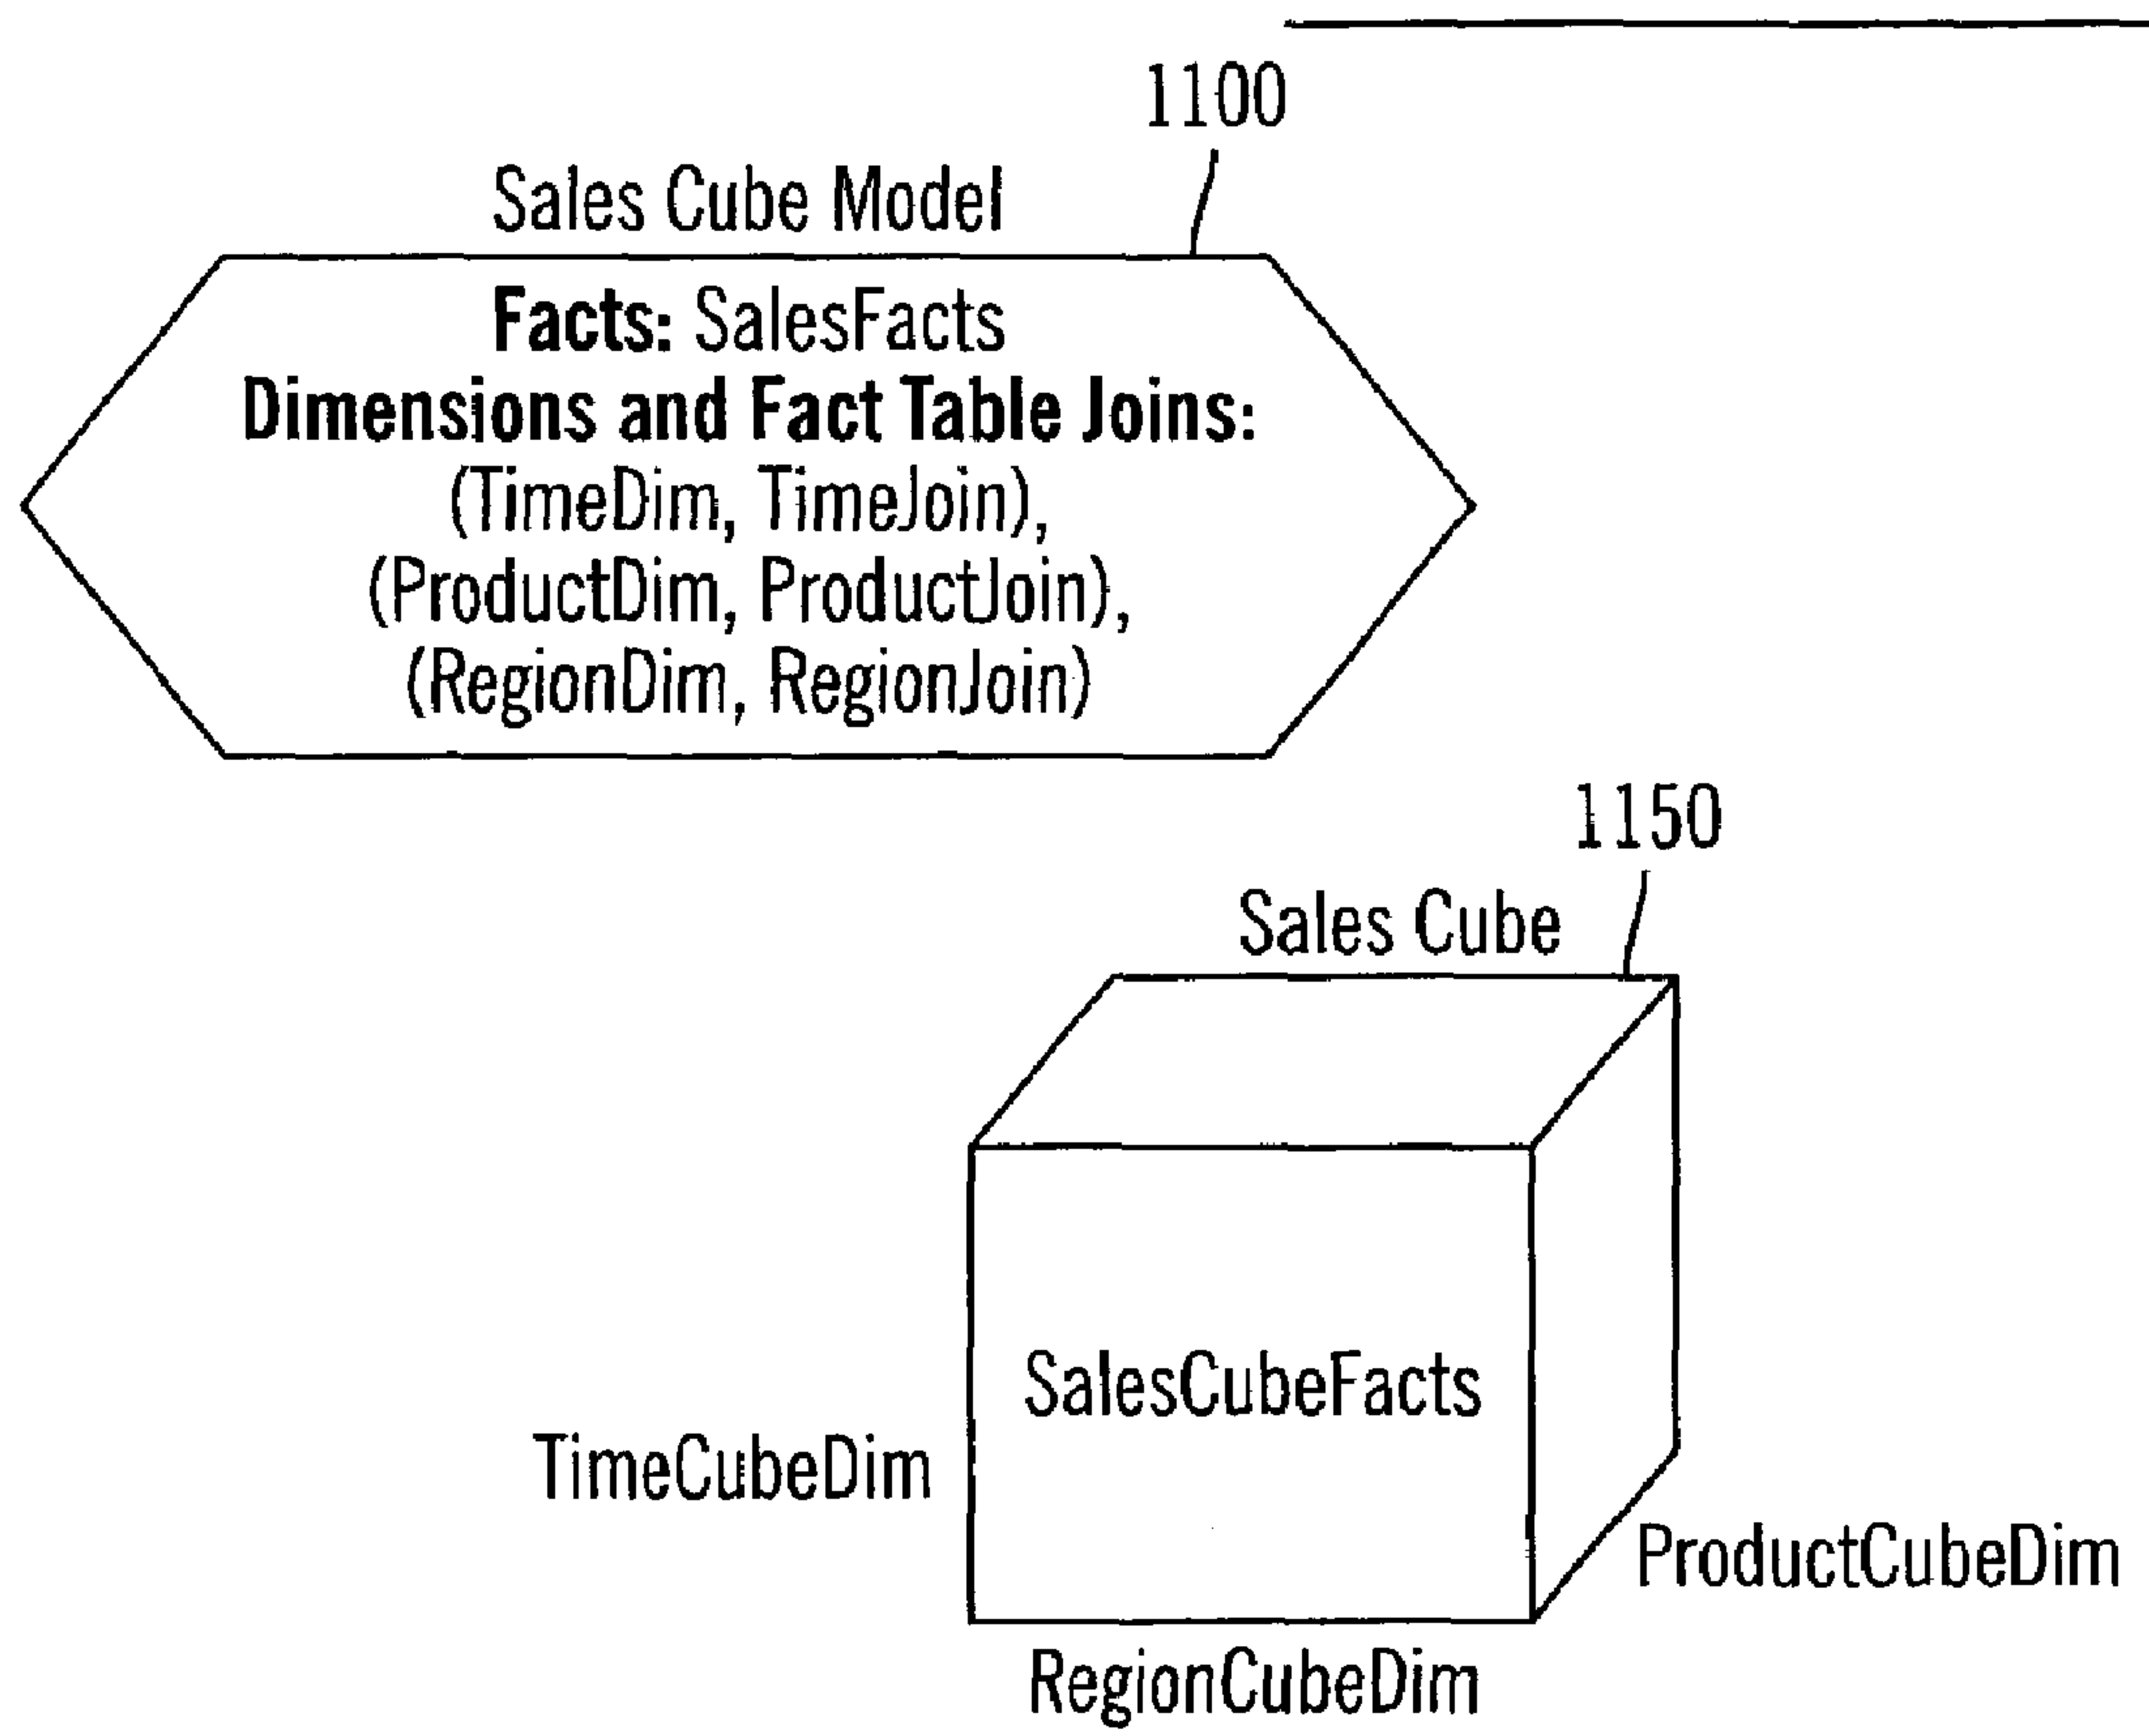 1100
Sales Cube Model
Facts: SalesFacts
Dimensions and Fact Table Joins:
(TimeDim, TimeJoin),
(ProductDim, ProductJoin),
(RegionDim, RegionJoin)
1150
Sales Cube
SalesCubeFacts
TimeCubeDim
ProductCubeDim
RegionCubeDim